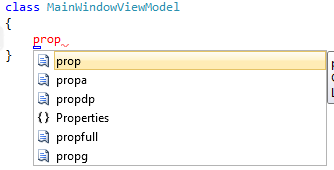 class MainWindowViewModel
{
prop
}
prop
propa
propdp
{} Properties
propfull
propg